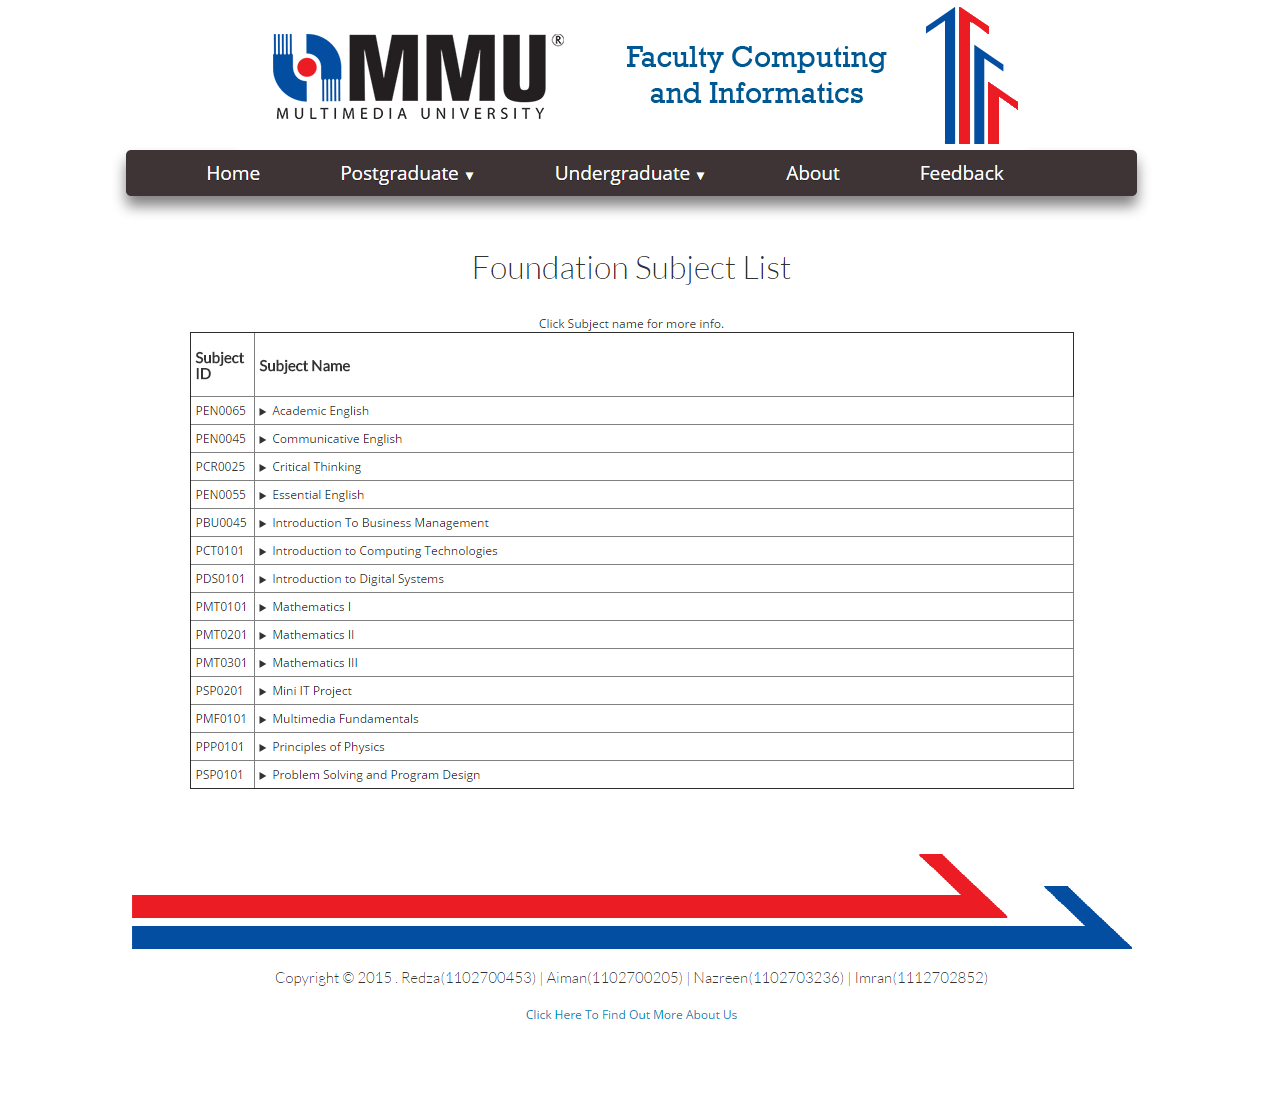 MMU®
MULTIMEDIA UNIVERSITY
Faculty Computing
and Informatics
Home Postgraduate ▼ Undergraduate ▼ About Feedback
Foundation Subject List
Click Subject name for more info.
Subject ID Subject Name
PEN0065 ▶ Academic English
PEN0045 ▶ Communicative English
PCR0025 ▶ Critical Thinking
PEN0055 ▶ Essential English
PBU0045 ▶ Introduction To Business Management
PCT0101 ▶ Introduction to Computing Technologies
PDS0101 ▶ Introduction to Digital Systems
PMT0101 ▶ Mathematics I
PMT0201 ▶ Mathematics II
PMT0301 ▶ Mathematics III
PSP0201 ▶ Mini IT Project
PMF0101 ▶ Multimedia Fundamentals
PPP0101 ▶ Principles of Physics
PSP0101 ▶ Problem Solving and Program Design
Copyright © 2015 . Redza(1102700453) | Aiman(1102700205) | Nazreen(1102703236) | Imran(1112702852)
Click Here To Find Out More About Us